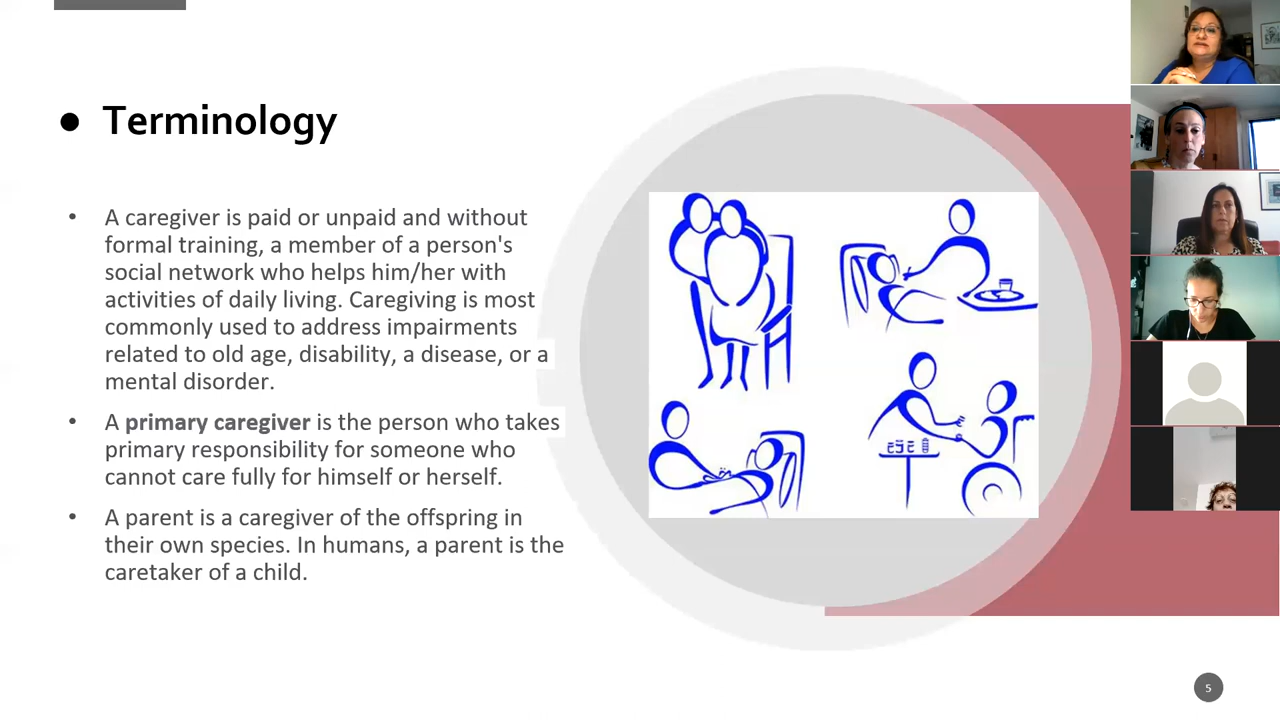 ● Terminology
• A caregiver is paid or unpaid and without
formal training, a member of a person's
social network who helps him/her with
activities of daily living. Caregiving is most
commonly used to address impairments
related to old age, disability, a disease, or a
mental disorder.
• A primary caregiver is the person who takes
primary responsibility for someone who
cannot care fully for himself or herself.
• A parent is a caregiver of the offspring in
their own species. In humans, a parent is the
caretaker of a child.
5